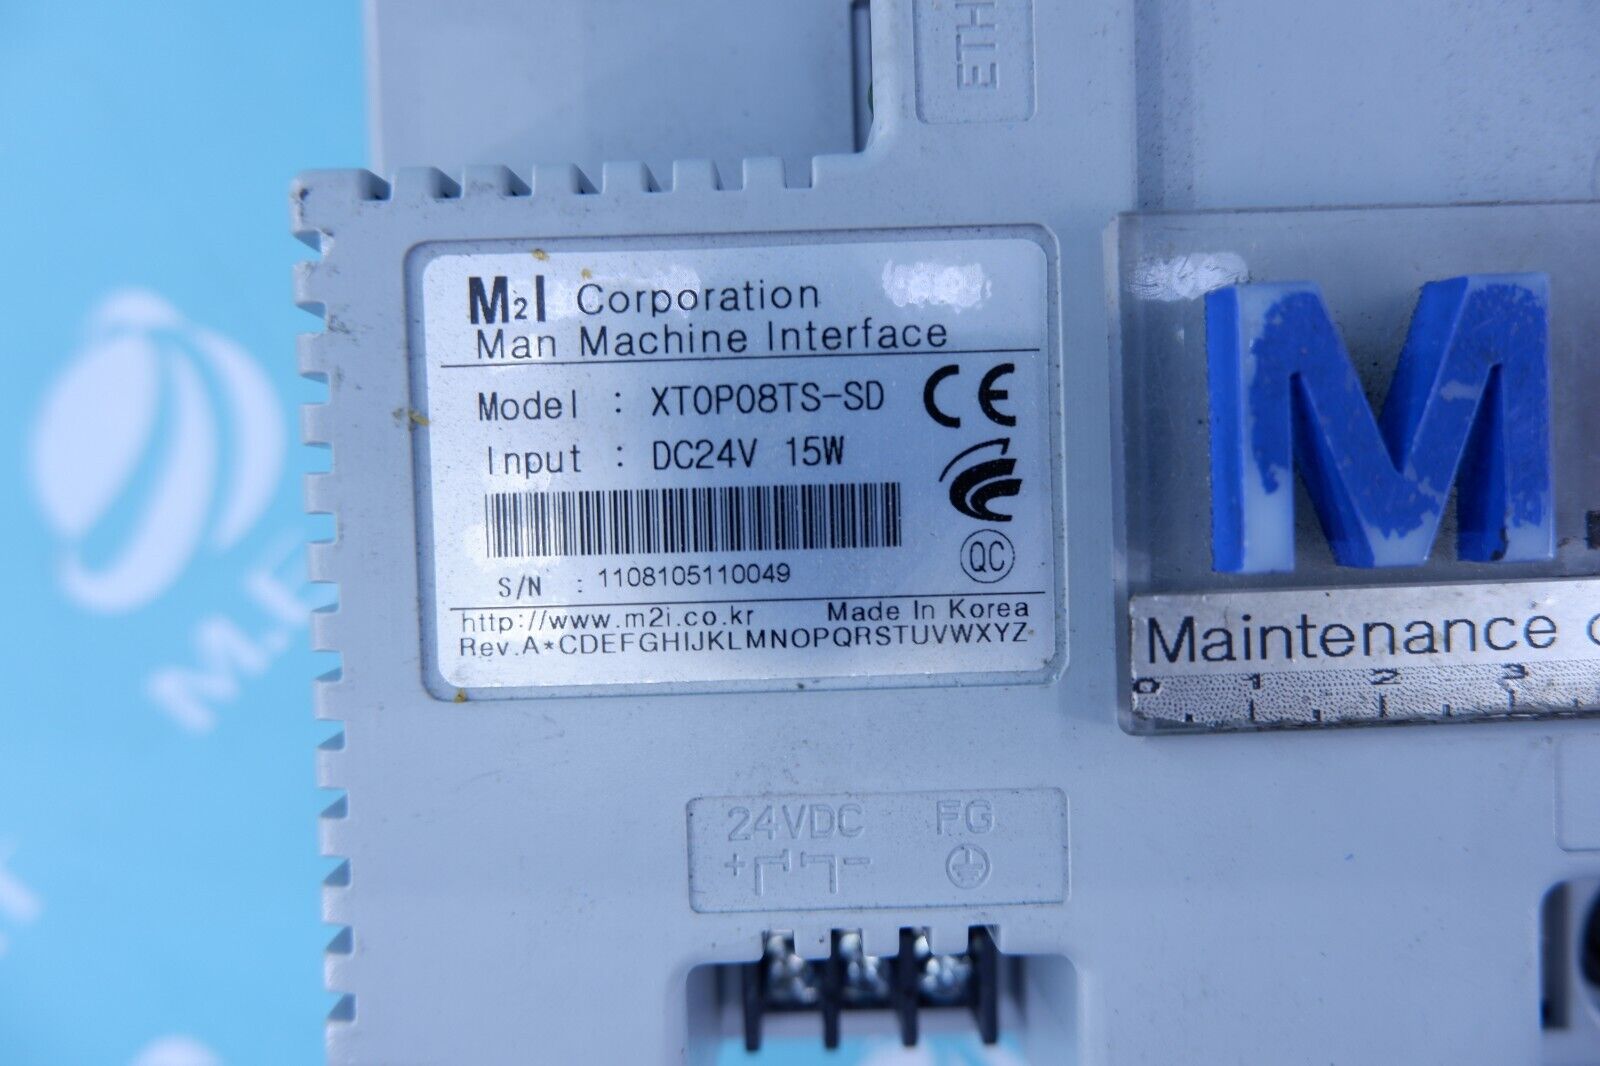 ETH
M2I Corporation
Man Machine Interface
Model : XTOP08TS-SD
CE
Input : DC24V 15W
QC
S/N : 1108105110049
http://www.m2i.co.kr Made In Korea
Rev.A*CDEFGHIJKLMNOPQRSTUVWXYZ
M.
Maintenance
0 1 2 3
24VDC FG
+ -